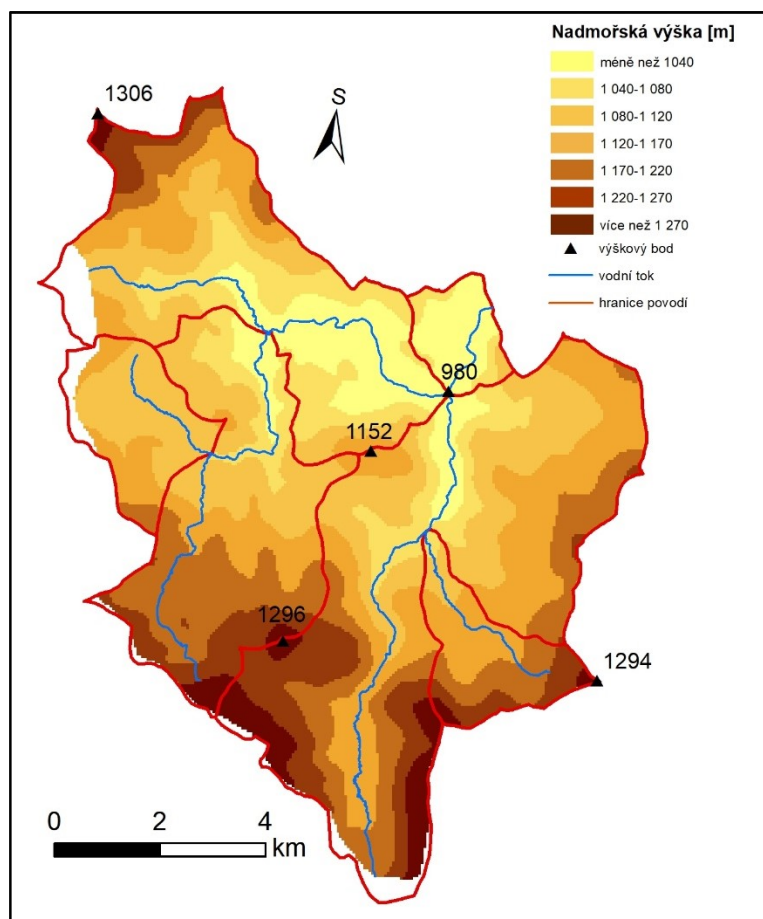 Nadmořská výška [m]
méně než 1040
1 040-1 080
1 080-1 120
1 120-1 170
1 170-1 220
1 220-1 270
více než 1 270
výškový bod
vodní tok
hranice povodí
1306
S
980
1152
1296
1294
0 2 4
km